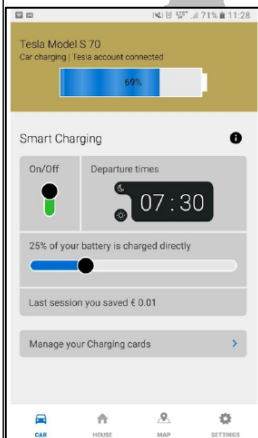 71% 11:28
Tesla Model S 70
Car charging | Tesla account connected
69%
Smart Charging
On/Off
Departure times
07:30
25% of your battery is charged directly
Last session you saved € 0.01
Manage your Charging cards
CAR HOUSE MAP SETTINGS